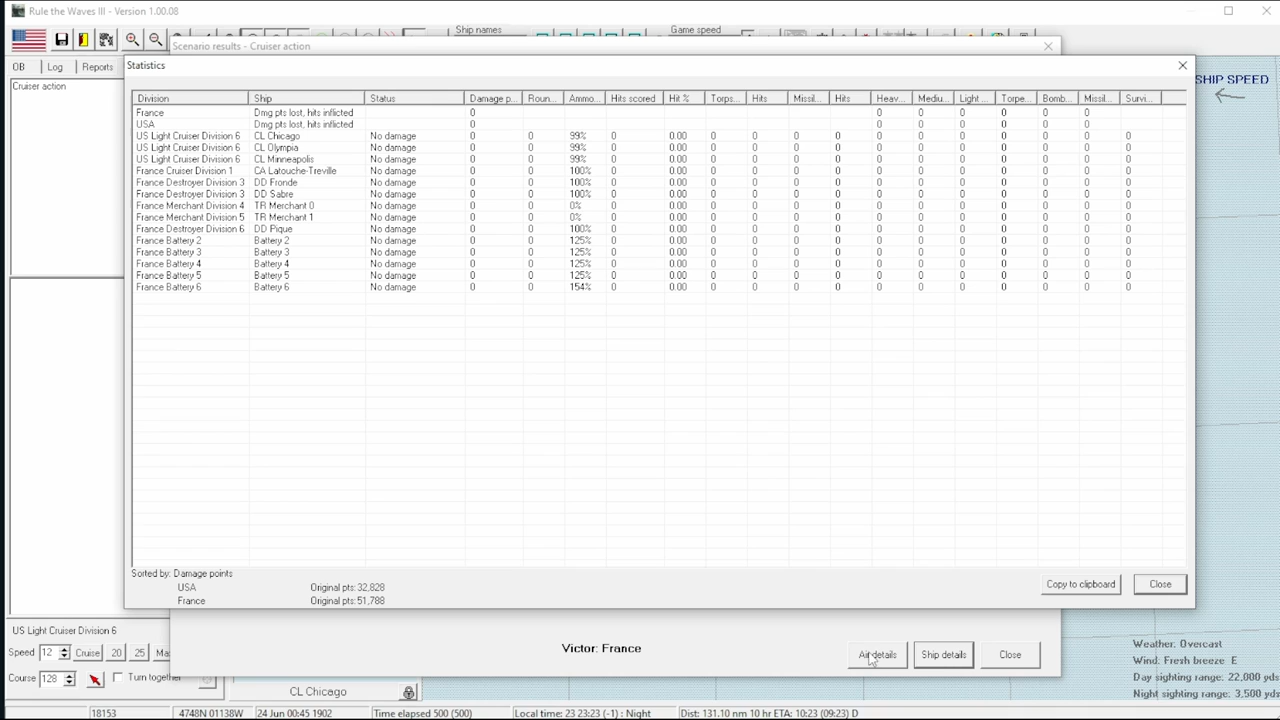 Rule the Waves III - Version 1.00.08
Ship names
Game speed
Scenario results - Cruiser action
OB Log Reports
Statistics
SHIP SPEED
Cruiser action
Division Ship Status Damage p... Roun... Ammo... Hits scored Hit % Torps... Hits Missil... Hits Heav... Mediu... Light ... Torpe... Bomb... Missil... Survi...
France Dmg pts lost, hits inflicted 0 0 0 0 0 0 0
USA Dmg pts lost, hits inflicted 0 0 0 0 0 0 0
US Light Cruiser Division 6 CL Chicago No damage 0 0 99% 0 0.00 0 0 0 0 0 0 0 0 0 0 0
US Light Cruiser Division 6 CL Olympia No damage 0 0 99% 0 0.00 0 0 0 0 0 0 0 0 0 0 0
US Light Cruiser Division 6 CL Minneapolis No damage 0 0 99% 0 0.00 0 0 0 0 0 0 0 0 0 0 0
France Cruiser Division 1 CA Latouche-Treville No damage 0 0 100% 0 0.00 0 0 0 0 0 0 0 0 0 0 0
France Destroyer Division 3 DD Fronde No damage 0 0 100% 0 0.00 0 0 0 0 0 0 0 0 0 0 0
France Destroyer Division 3 DD Sabre No damage 0 0 100% 0 0.00 0 0 0 0 0 0 0 0 0 0 0
France Merchant Division 4 TR Merchant 0 No damage 0 0 0% 0 0.00 0 0 0 0 0 0 0 0 0 0 0
France Merchant Division 5 TR Merchant 1 No damage 0 0 0% 0 0.00 0 0 0 0 0 0 0 0 0 0 0
France Destroyer Division 6 DD Pique No damage 0 0 100% 0 0.00 0 0 0 0 0 0 0 0 0 0 0
France Battery 2 Battery 2 No damage 0 0 125% 0 0.00 0 0 0 0 0 0 0 0 0 0 0
France Battery 3 Battery 3 No damage 0 0 125% 0 0.00 0 0 0 0 0 0 0 0 0 0 0
France Battery 4 Battery 4 No damage 0 0 125% 0 0.00 0 0 0 0 0 0 0 0 0 0 0
France Battery 5 Battery 5 No damage 0 0 125% 0 0.00 0 0 0 0 0 0 0 0 0 0 0
France Battery 6 Battery 6 No damage 0 0 154% 0 0.00 0 0 0 0 0 0 0 0 0 0 0
Sorted by: Damage points
USA Original pts: 32,828
France Original pts: 51,788
Copy to clipboard Close
US Light Cruiser Division 6
Speed 12 Cruise 20 25
Course 128 Turn together
CL Chicago
Victor: France
Air details Ship details Close
Weather: Overcast
Wind: Fresh breeze E
Day sighting range: 22,000 yds
Night sighting range: 3,500 yds
18153 4748N 01138W 24 Jun 00:45 1902 Time elapsed 500 (500) Local time: 23 23:23 (-1) : Night Dist: 131.10 nm 10 hr ETA: 10:23 (09:23) D